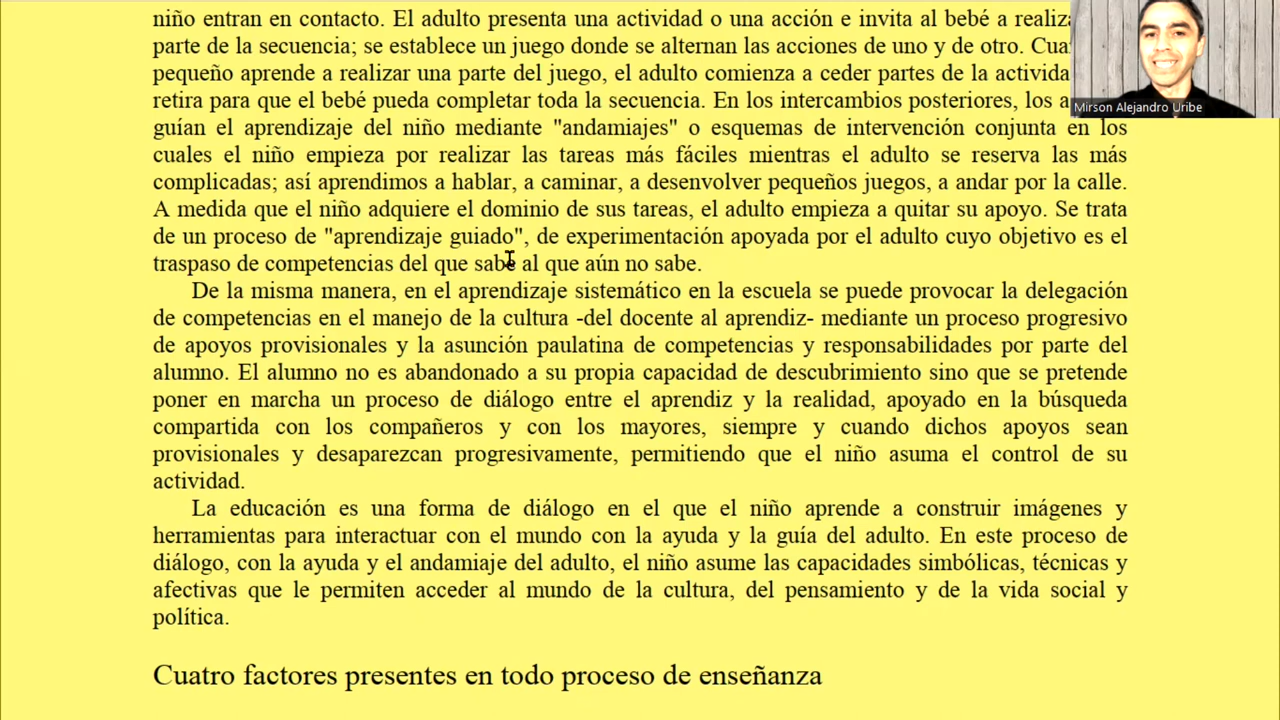 niño entran en contacto. El adulto presenta una actividad o una acción e invita al bebé a
parte de la secuencia; se establece un juego donde se alternan las acciones de uno y de otro.
pequeño aprende a realizar una parte del juego, el adulto comienza a ceder partes de la
retira para que el bebé pueda completar toda la secuencia. En los intercambios posteriores, los
Mirson Alejandro Uribe
guían el aprendizaje del niño mediante "andamiajes" o esquemas de intervención conjunta en los
cuales el niño empieza por realizar las tareas más fáciles mientras el adulto se reserva las más
complicadas; así aprendimos a hablar, a caminar, a desenvolver pequeños juegos, a andar por la calle.
A medida que el niño adquiere el dominio de sus tareas, el adulto empieza a quitar su apoyo. Se trata
de un proceso de "aprendizaje guiado", de experimentación apoyada por el adulto cuyo objetivo es el
traspaso de competencias del que sabe al que aún no sabe.
De la misma manera, en el aprendizaje sistemático en la escuela se puede provocar la delegación
de competencias en el manejo de la cultura -del docente al aprendiz- mediante un proceso progresivo
de apoyos provisionales y la asunción paulatina de competencias y responsabilidades por parte del
alumno. El alumno no es abandonado a su propia capacidad de descubrimiento sino que se pretende
poner en marcha un proceso de diálogo entre el aprendiz y la realidad, apoyado en la búsqueda
compartida con los compañeros y con los mayores, siempre y cuando dichos apoyos sean
provisionales y desaparezcan progresivamente, permitiendo que el niño asuma el control de su
actividad.
La educación es una forma de diálogo en el que el niño aprende a construir imágenes y
herramientas para interactuar con el mundo con la ayuda y la guía del adulto. En este proceso de
diálogo, con la ayuda y el andamiaje del adulto, el niño asume las capacidades simbólicas, técnicas y
afectivas que le permiten acceder al mundo de la cultura, del pensamiento y de la vida social y
política.
Cuatro factores presentes en todo proceso de enseñanza